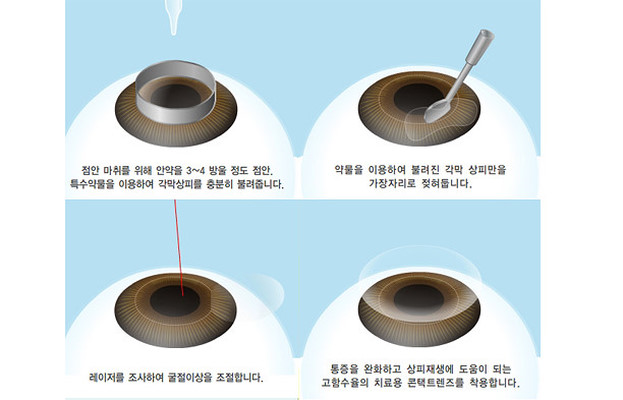 점안 마취를 위해 안약을 3~4 방울 정도 점안.
특수약물을 이용하여 각막상피를 충분히 불려줍니다.
약물을 이용하여 불려진 각막 상피만을
가장자리로 젖혀둡니다.
레이저를 조사하여 굴절이상을 조절합니다.
통증을 완화하고 상피재생에 도움이 되는
고함수율의 치료용 콘택트렌즈를 착용합니다.